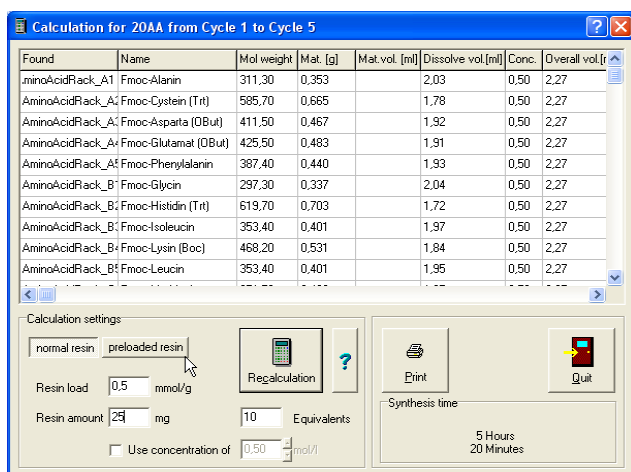 Calculation for 20AA from Cycle 1 to Cycle 5
Found Name Mol weight Mat. [g] Mat.vol. [ml] Dissolve vol.[ml] Conc. Overall vol.[r
.minoAcidRack_A1 Fmoc-Alanin 311,30 0,353 2,03 0,50 2,27
AminoAcidRack_A2 Fmoc-Cystein (Trt) 585,70 0,665 1,78 0,50 2,27
AminoAcidRack_A3 Fmoc-Asparta (OBut) 411,50 0,467 1,92 0,50 2,27
AminoAcidRack_A4 Fmoc-Glutamat (OBut) 425,50 0,483 1,91 0,50 2,27
AminoAcidRack_A5 Fmoc-Phenylalanin 387,40 0,440 1,93 0,50 2,27
AminoAcidRack_B1 Fmoc-Glycin 297,30 0,337 2,04 0,50 2,27
AminoAcidRack_B2 Fmoc-Histidin (Trt) 619,70 0,703 1,72 0,50 2,27
AminoAcidRack_B3 Fmoc-Isoleucin 353,40 0,401 1,97 0,50 2,27
AminoAcidRack_B4 Fmoc-Lysin (Boc) 468,20 0,531 1,84 0,50 2,27
AminoAcidRack_B5 Fmoc-Leucin 353,40 0,401 1,95 0,50 2,27
Calculation settings
normal resin preloaded resin
Recalculation
?
Resin load 0,5 mmol/g
Resin amount 25 mg 10 Equivalents
Use concentration of 0,50 mol/l
Print
Quit
Synthesis time
5 Hours
20 Minutes